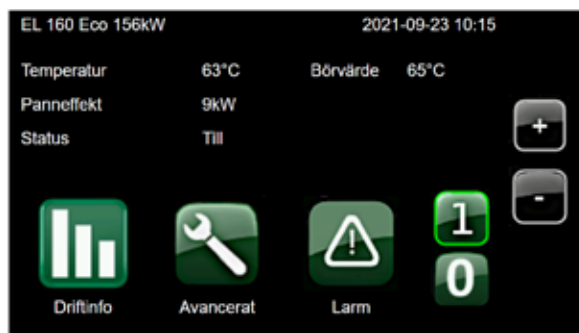 EL 160 Eco 156kW 2021-09-23 10:15
Temperatur 63°C Börvärde 65°C
Panneffekt 9kW
Status Till
+
-
1
0
Driftinfo Avancerat Larm